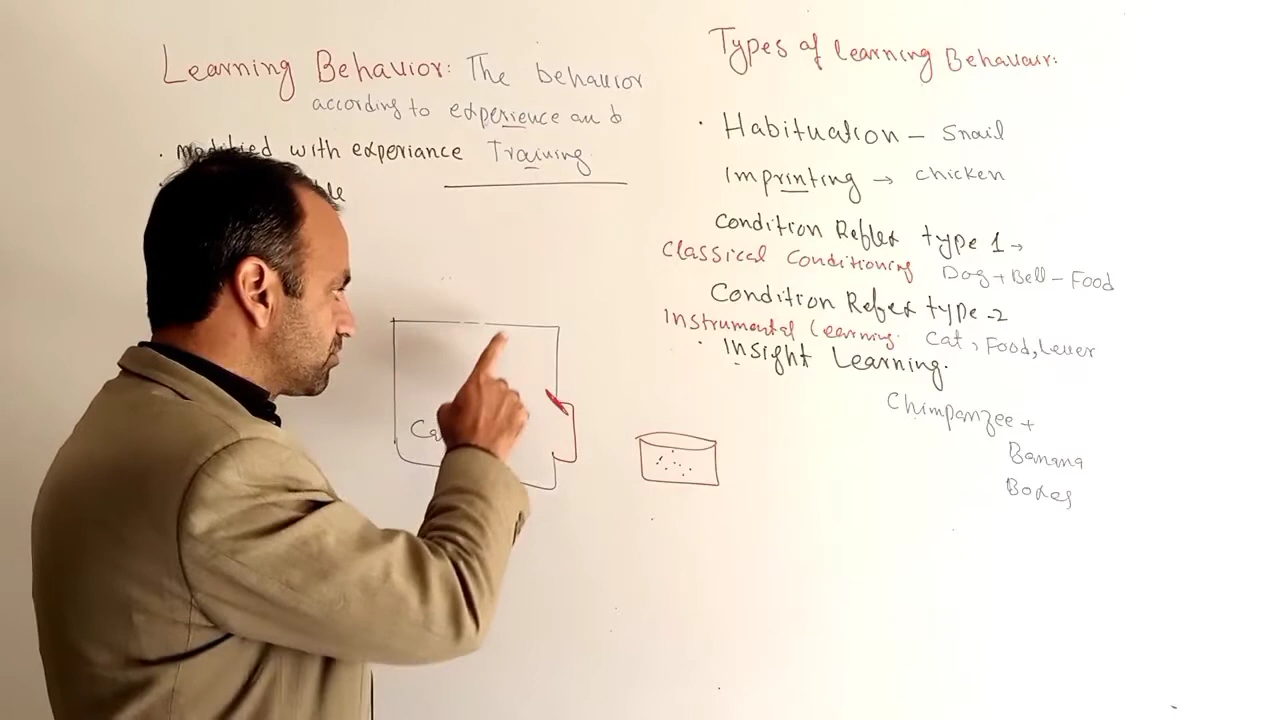 Learning Behavior: The behavior
according to experience and
modified with experiance Training.
Types of Learning Behaviour:
· Habituation - Snail
Imprinting → chicken
Condition Reflex type 1 →
Classical Conditioning Dog + Bell - Food
Condition Reflex type - 2
Instrumental Learning. Cat, Food, Lever
· Insight Learning.
Chimpanzee +
Banana
Boxes